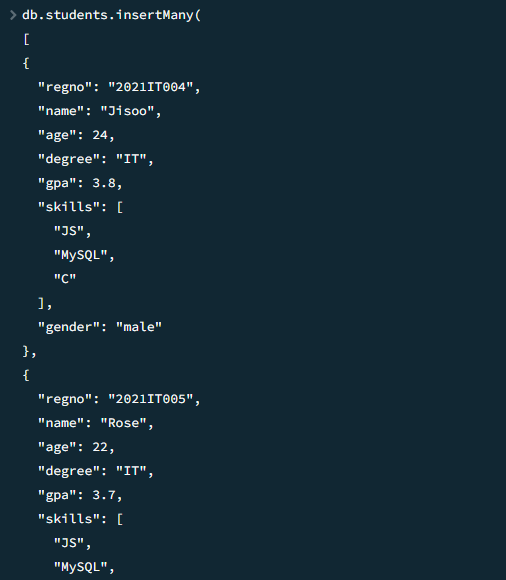 > db.students.insertMany(
[
{
"regno": "2021IT004",
"name": "Jisoo",
"age": 24,
"degree": "IT",
"gpa": 3.8,
"skills": [
"JS",
"MySQL",
"C"
],
"gender": "male"
},
{
"regno": "2021IT005",
"name": "Rose",
"age": 22,
"degree": "IT",
"gpa": 3.7,
"skills": [
"JS",
"MySQL",